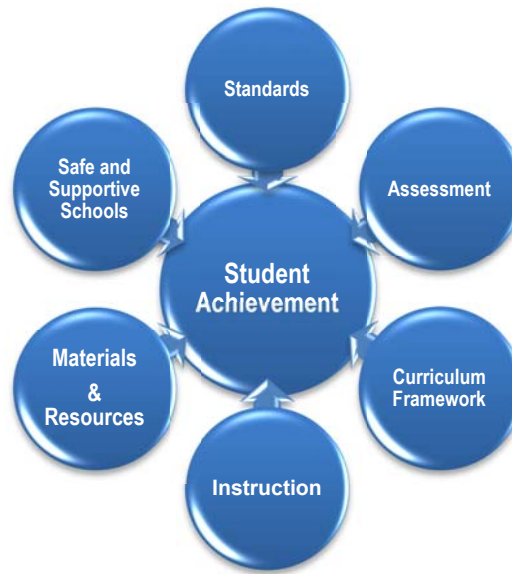 Standards
Assessment
Curriculum
Framework
Instruction
Materials
&
Resources
Safe and
Supportive
Schools
Student
Achievement